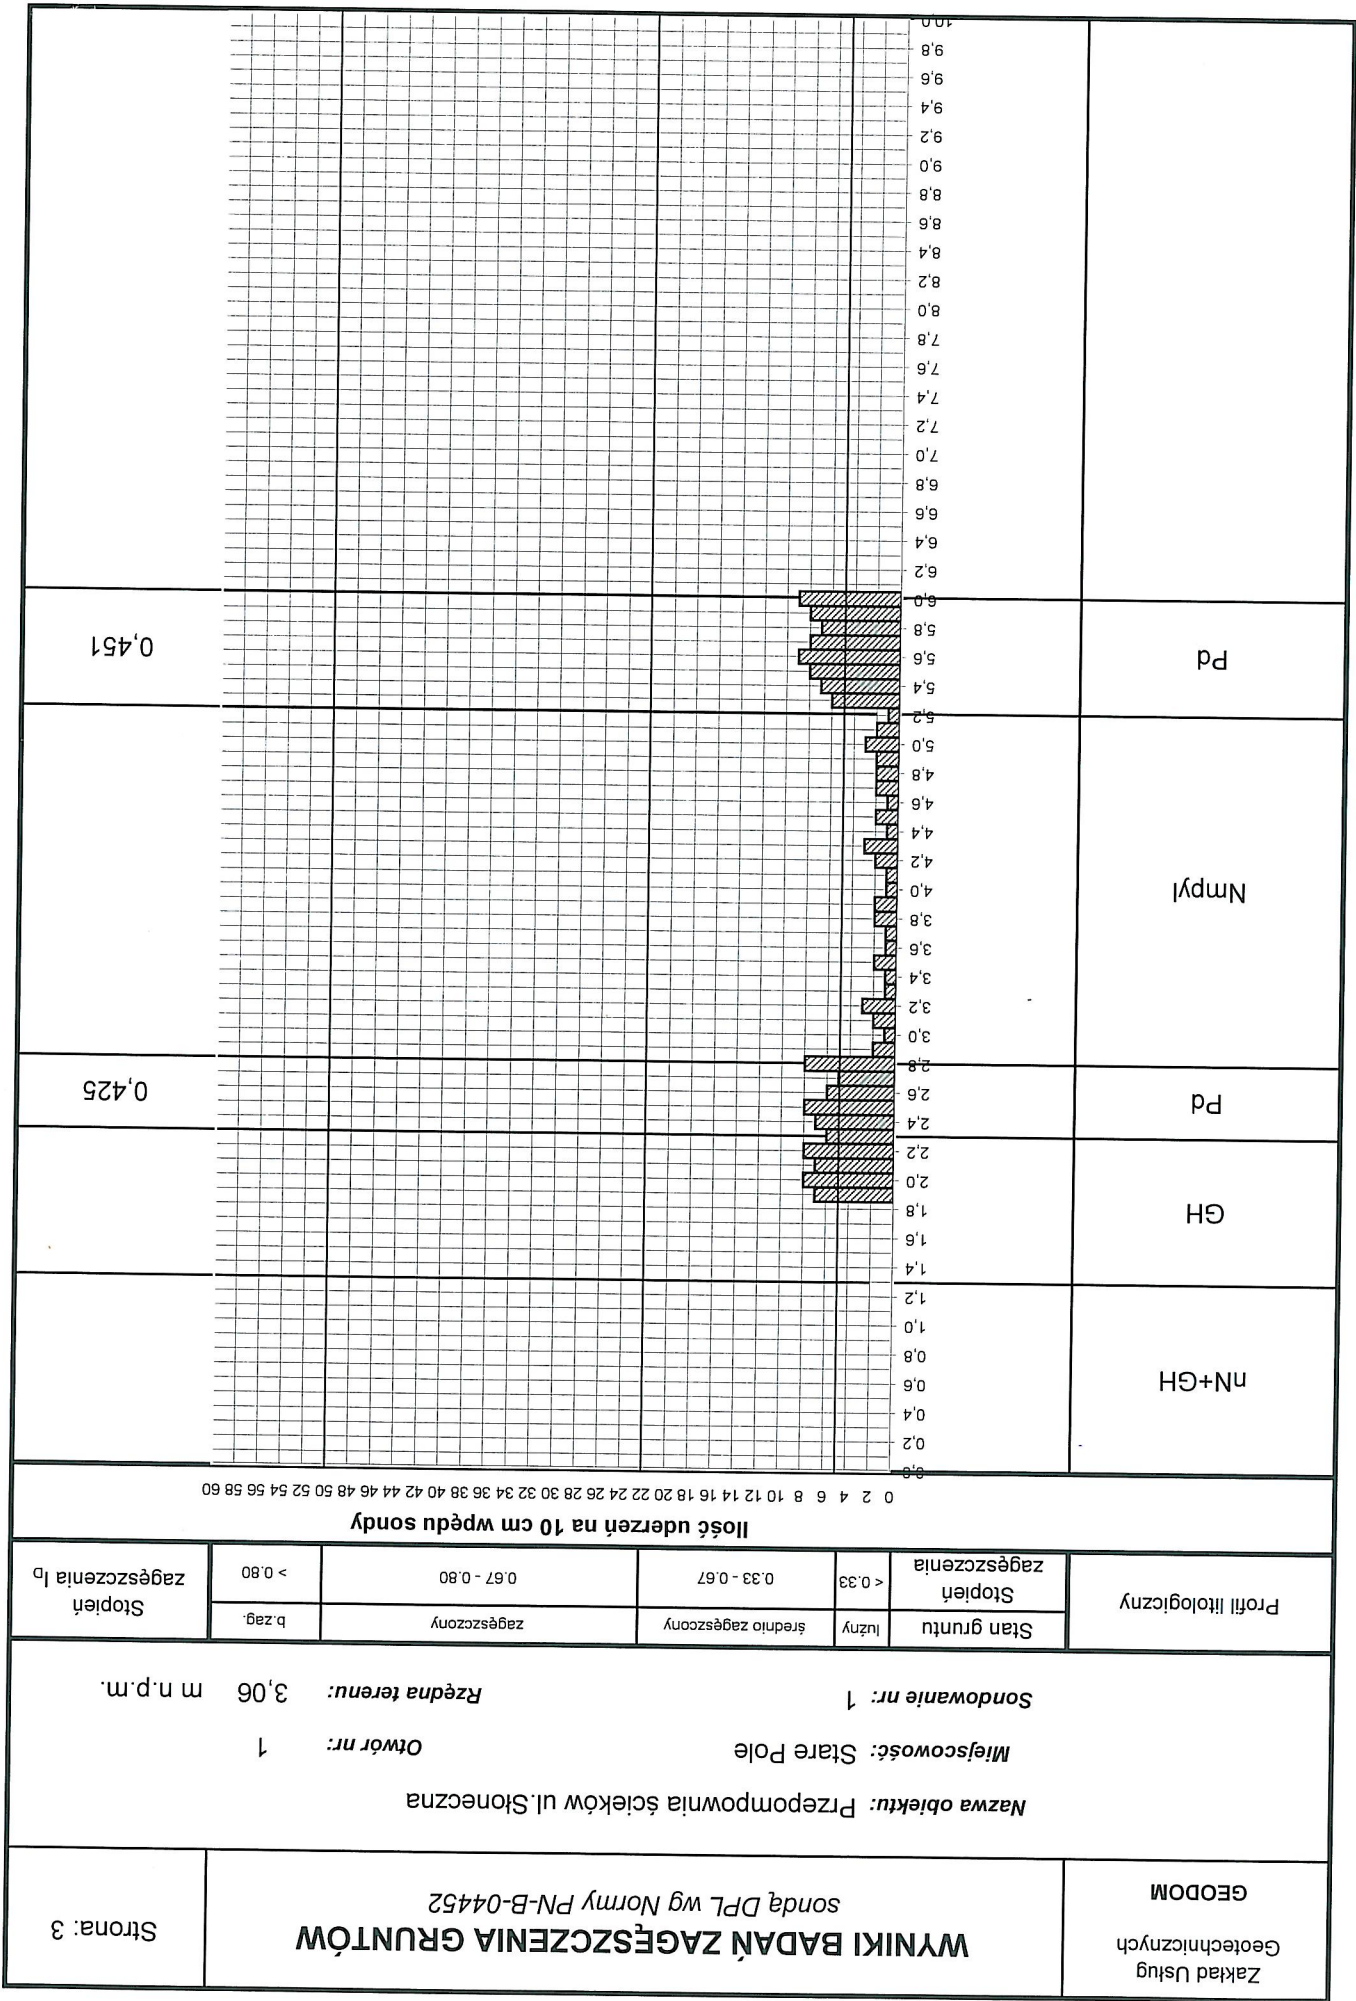 Zakład Usług
Geotechnicznych
GEODOM
WYNIKI BADAŃ ZAGĘSZCZENIA GRUNTÓW
sondą DPL wg Normy PN-B-04452
Strona: 3
Nazwa obiektu: Przepompownia ścieków ul.Słoneczna
Miejscowość: Stare Pole
Otwór nr: 1
Sondowanie nr: 1
Rzędna terenu: 3,06 m n.p.m.
Profil litologiczny
Stan gruntu
luźny
średnio zagęszcony
zagęszczony
b.zag.
Stopień
zagęszczenia
< 0.33
0.33 - 0.67
0.67 - 0.80
> 0.80
Stopień
zagęszczenia ID
Ilość uderzeń na 10 cm wpędu sondy
0 2 4 6 8 10 12 14 16 18 20 22 24 26 28 30 32 34 36 38 40 42 44 46 48 50 52 54 56 58 60
0,0
0,2
0,4
0,6
nN+GH
0,8
1,0
1,2
1,4
1,6
1,8
GH
2,0
2,2
2,4
Pd
0,425
2,6
2,8
3,0
3,2
3,4
3,6
3,8
4,0
Nmpyl
4,2
4,4
4,6
4,8
5,0
5,2
5,4
5,6
Pd
0,451
5,8
6,0
6,2
6,4
6,6
6,8
7,0
7,2
7,4
7,6
7,8
8,0
8,2
8,4
8,6
8,8
9,0
9,2
9,4
9,6
9,8
10,0